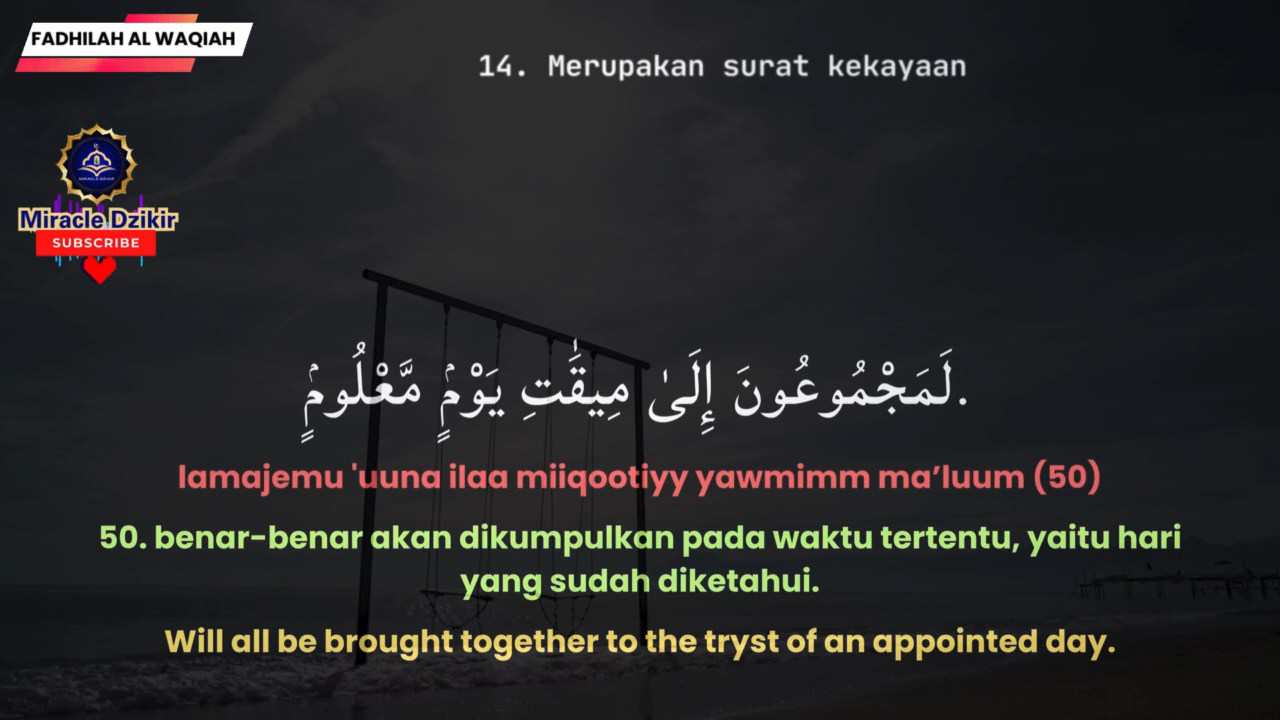 FADHILAH AL WAQIAH
14. Merupakan surat kekayaan
Miracle Dzikir
SUBSCRIBE
لَمَجْمُوعُونَ إِلَىٰ مِيقَٰتِ يَوْمٍۢ مَّعْلُومٍۢ.
lamajemu 'uuna ilaa miiqootiyy yawmimm ma’luum (50)
50. benar-benar akan dikumpulkan pada waktu tertentu, yaitu hari
yang sudah diketahui.
Will all be brought together to the tryst of an appointed day.